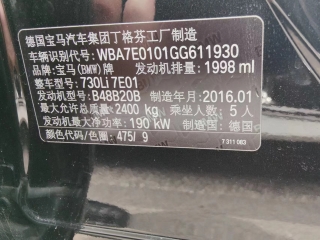 德国宝马汽车集团丁格芬工厂制造
车辆识别代号: WBA7E0101GG611930
品牌: 宝马(BMW)牌 发动机排量: 1998 ml
整车型号: 730Li 7E01
发动机型号: B48B20B 制造年月: 2016.01
最大允许总质量: 2400 kg 乘坐人数: 5 人
发动机最大净功率: 190 kW 制造国: 德国
颜色代码/色圈: 475/ 9
7 311 083